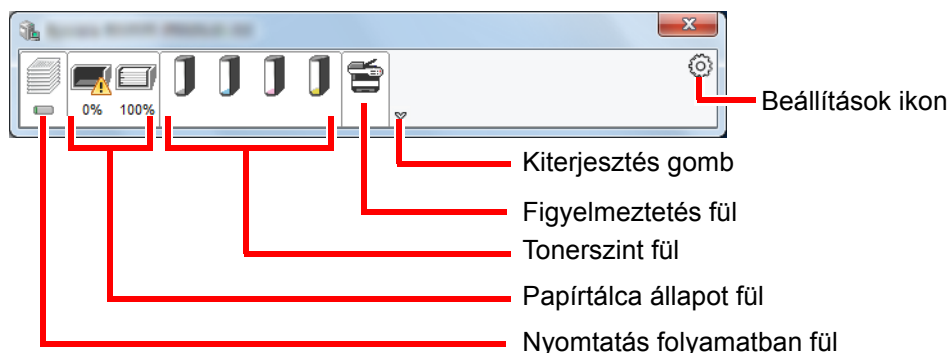 0%
100%
Beállítások ikon
Kiterjesztés gomb
Figyelmeztetés fül
Tonerszint fül
Papírtálca állapot fül
Nyomtatás folyamatban fül